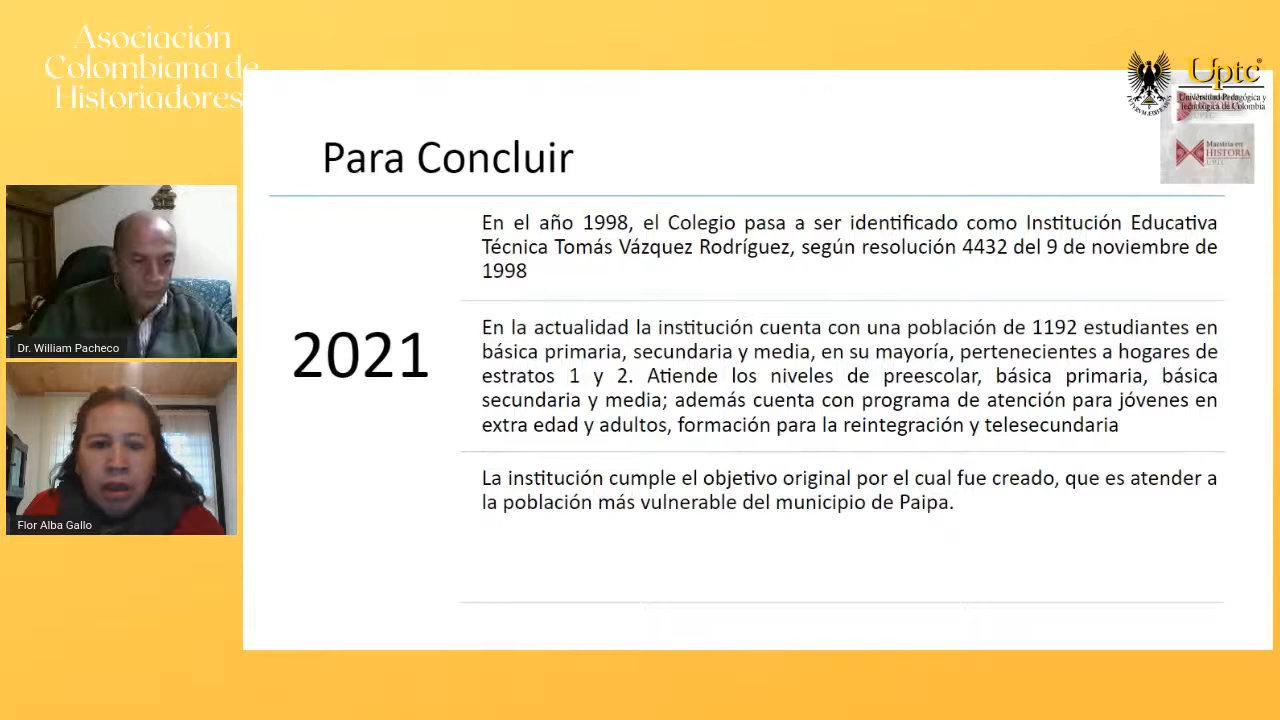 Asociación
Colombiana de
Historiadores
Uptc
Universidad Pedagógica y
Tecnológica de Colombia
Maestría en
HISTORIA
UPTC
Para Concluir
En el año 1998, el Colegio pasa a ser identificado como Institución Educativa
Técnica Tomás Vázquez Rodríguez, según resolución 4432 del 9 de noviembre de
1998
2021
En la actualidad la institución cuenta con una población de 1192 estudiantes en
básica primaria, secundaria y media, en su mayoría, pertenecientes a hogares de
estratos 1 y 2. Atiende los niveles de preescolar, básica primaria, básica
secundaria y media; además cuenta con programa de atención para jóvenes en
extra edad y adultos, formación para la reintegración y telesecundaria
La institución cumple el objetivo original por el cual fue creado, que es atender a
la población más vulnerable del municipio de Paipa.
Dr. William Pacheco
Flor Alba Gallo